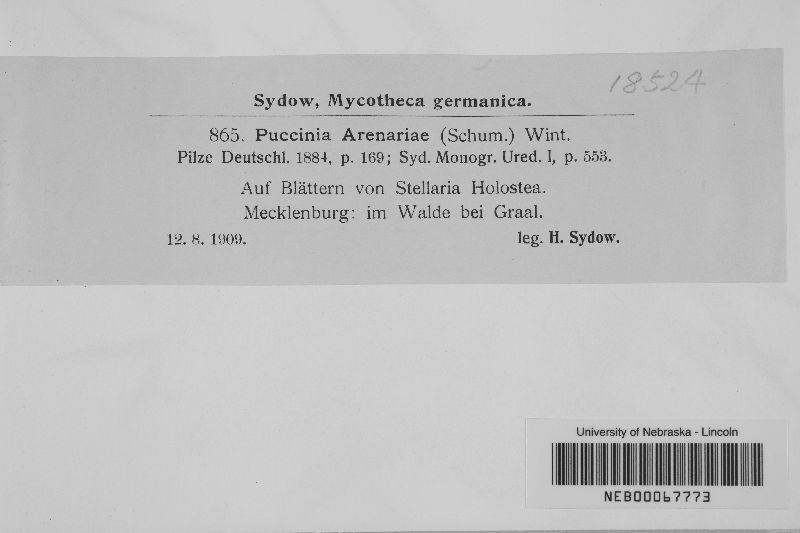 18524
Sydow, Mycotheca germanica.
865. Puccinia Arenariae (Schum.) Wint.
Pilze Deutschl. 1884, p. 169; Syd. Monogr. Ured. I, p. 553.
Auf Blättern von Stellaria Holostea.
Mecklenburg: im Walde bei Graal.
12. 8. 1909. leg. H. Sydow.
University of Nebraska - Lincoln
NEB00067773